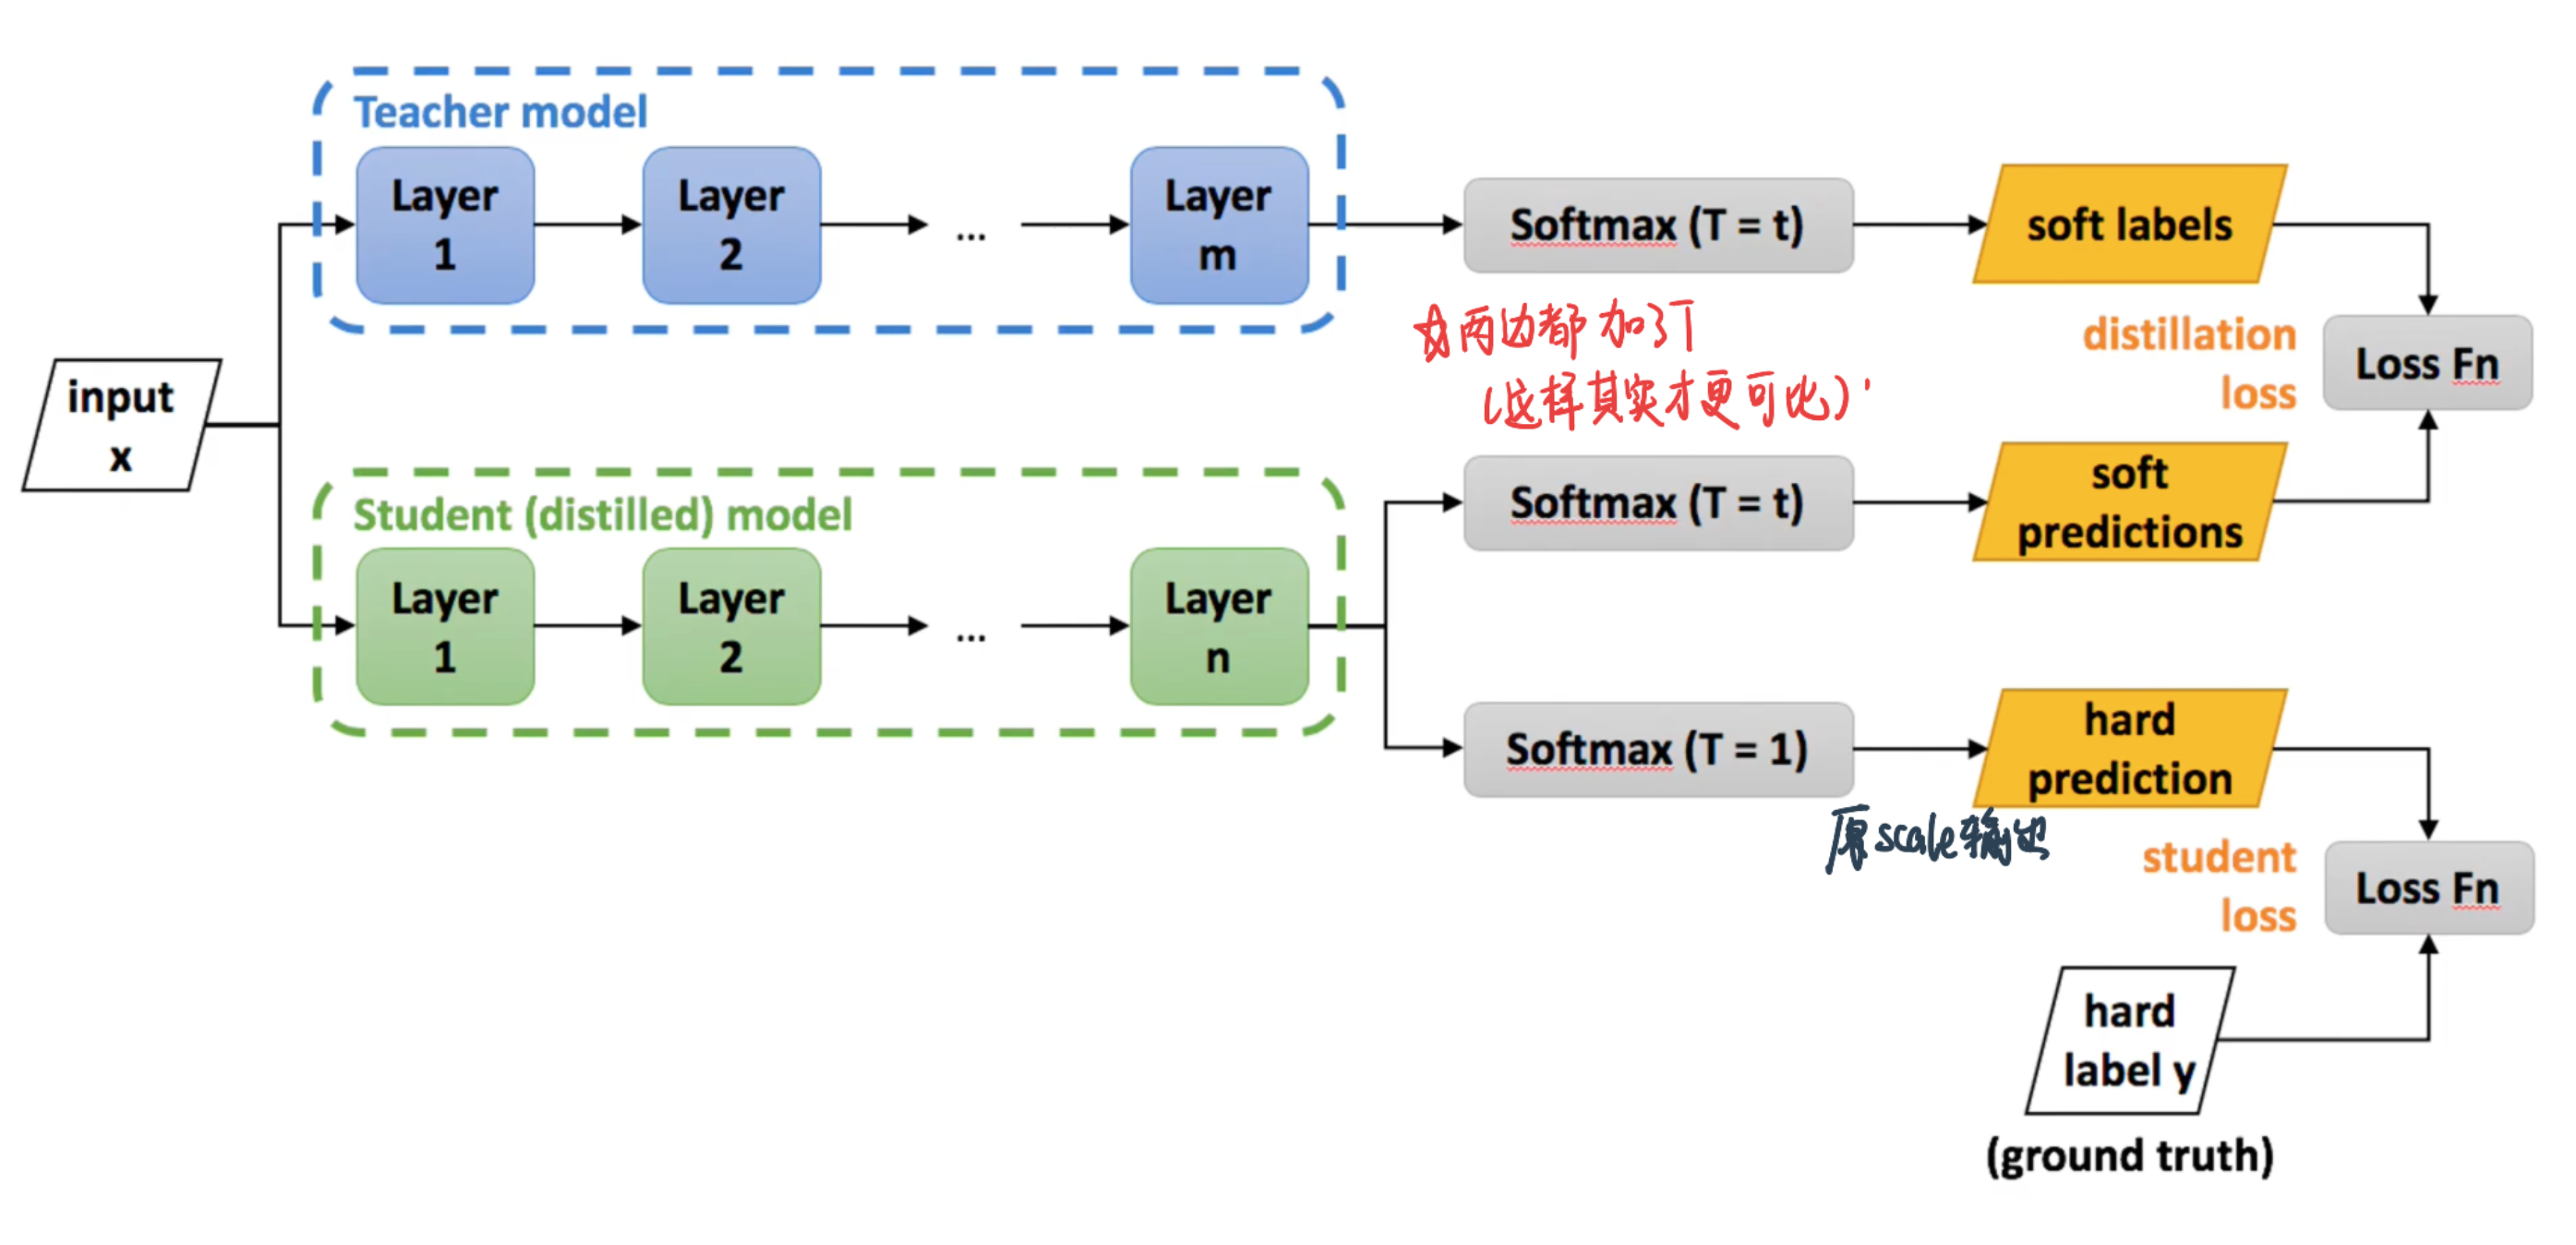 Teacher model
Layer
1
Layer
2
...
Layer
m
Softmax (T = t)
soft labels
☆两边都加了T
(这样其实才更可比)
distillation
loss
Loss Fn
input
x
Student (distilled) model
Layer
1
Layer
2
...
Layer
n
Softmax (T = t)
soft
predictions
Softmax (T = 1)
hard
prediction
原scale输出
student
loss
Loss Fn
hard
label y
(ground truth)